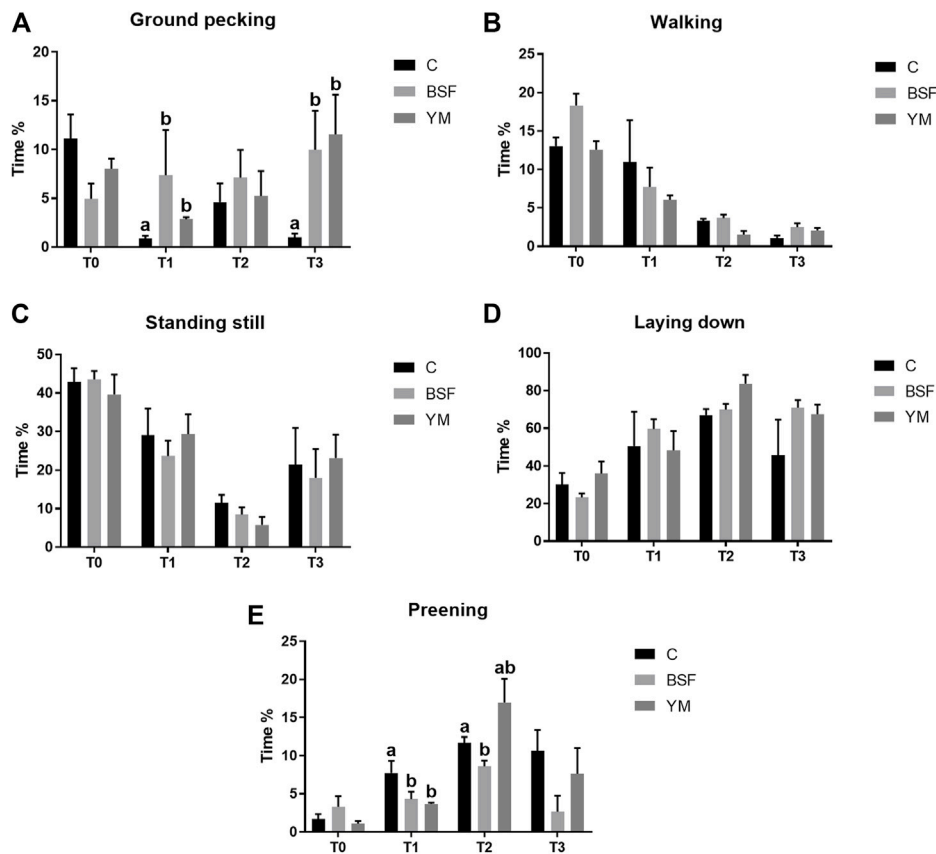 A
Ground pecking
Time %
20
15
10
5
0
a
b
b
a
b
b
T0 T1 T2 T3
C
BSF
YM
B
Walking
Time %
25
20
15
10
5
0
T0 T1 T2 T3
C
BSF
YM
C
Standing still
Time %
50
40
30
20
10
0
T0 T1 T2 T3
C
BSF
YM
D
Laying down
Time %
100
80
60
40
20
0
T0 T1 T2 T3
C
BSF
YM
E
Preening
Time %
25
20
15
10
5
0
a
b
b
a
b
ab
T0 T1 T2 T3
C
BSF
YM